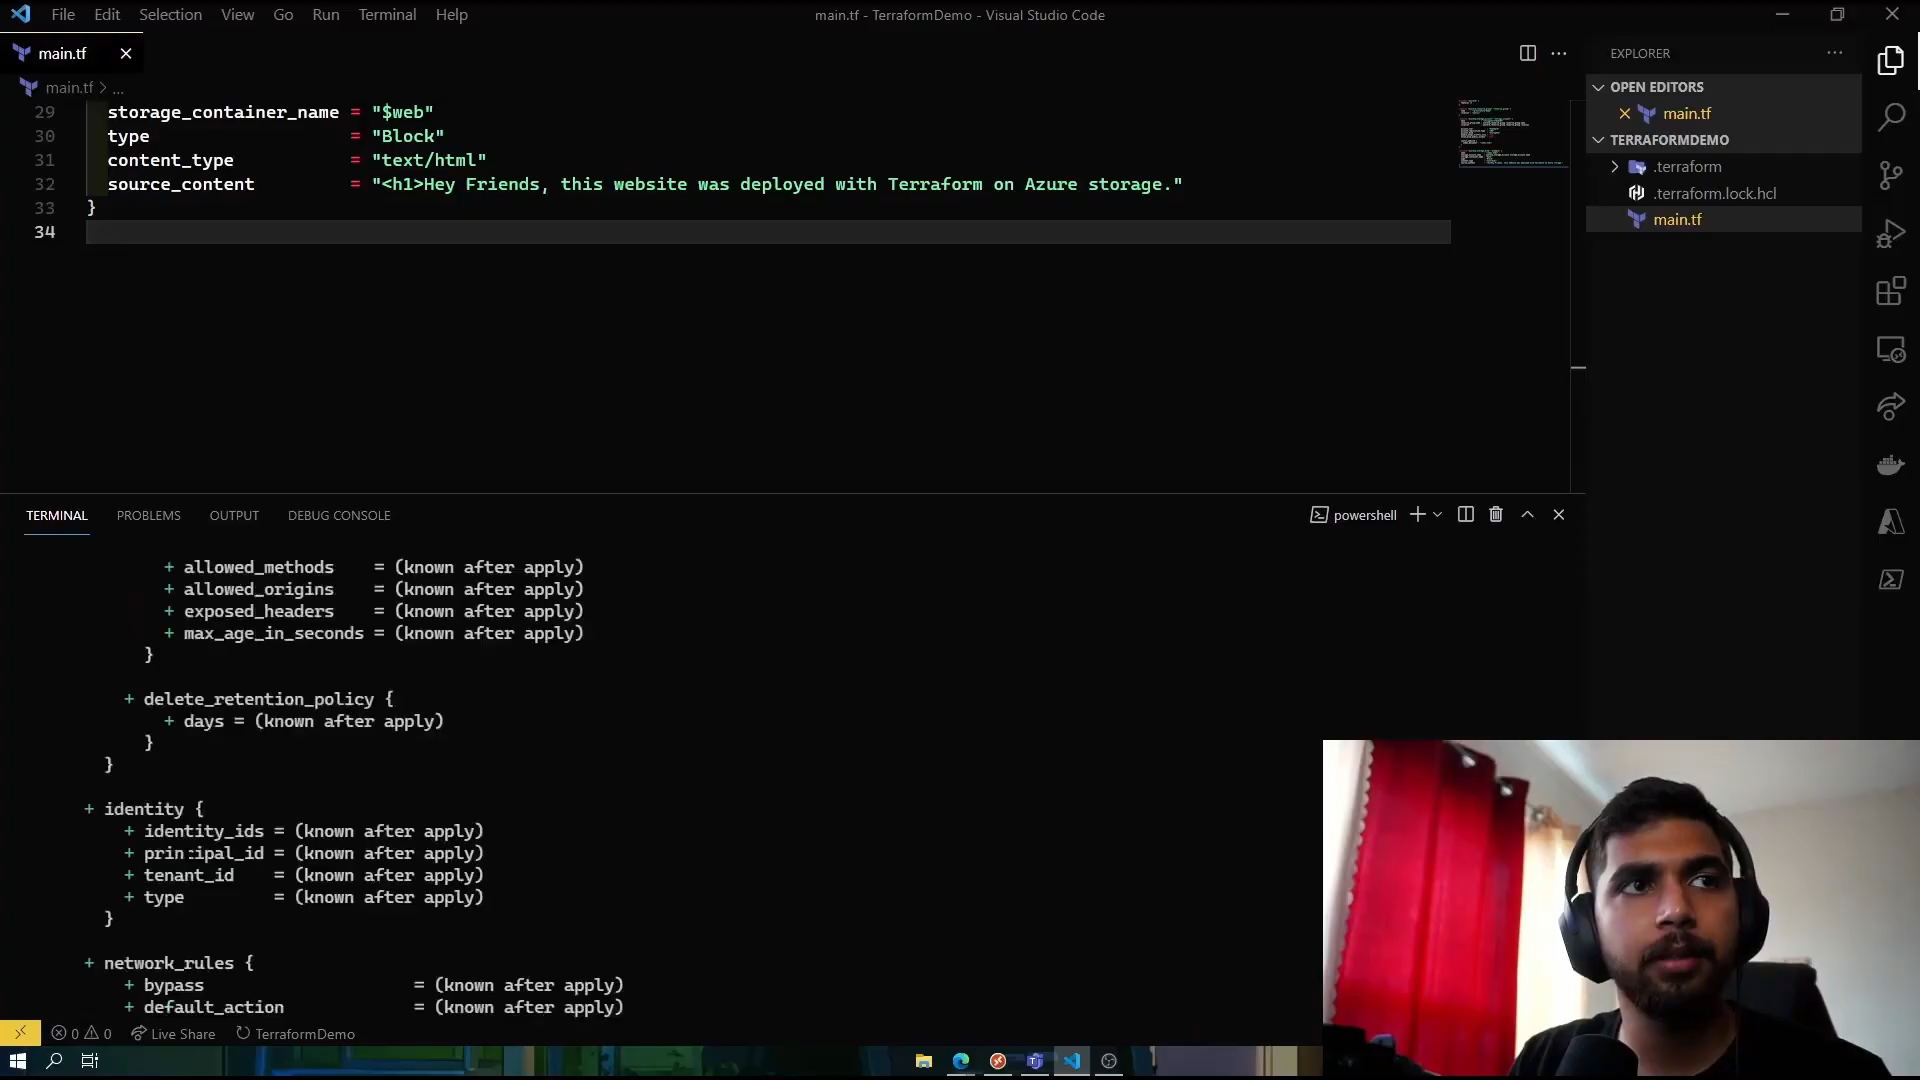 File Edit Selection View Go Run Terminal Help
main.tf - TerraformDemo - Visual Studio Code
main.tf
EXPLORER
main.tf > ...
OPEN EDITORS
main.tf
TERRAFORMDEMO
.terraform
.terraform.lock.hcl
main.tf
29 storage_container_name = "$web"
30 type = "Block"
31 content_type = "text/html"
32 source_content = "<h1>Hey Friends, this website was deployed with Terraform on Azure storage."
33 }
34
TERMINAL PROBLEMS OUTPUT DEBUG CONSOLE
powershell
+ allowed_methods = (known after apply)
+ allowed_origins = (known after apply)
+ exposed_headers = (known after apply)
+ max_age_in_seconds = (known after apply)
}
+ delete_retention_policy {
+ days = (known after apply)
}
}
+ identity {
+ identity_ids = (known after apply)
+ principal_id = (known after apply)
+ tenant_id = (known after apply)
+ type = (known after apply)
}
+ network_rules {
+ bypass = (known after apply)
+ default_action = (known after apply)
0 0 Live Share TerraformDemo